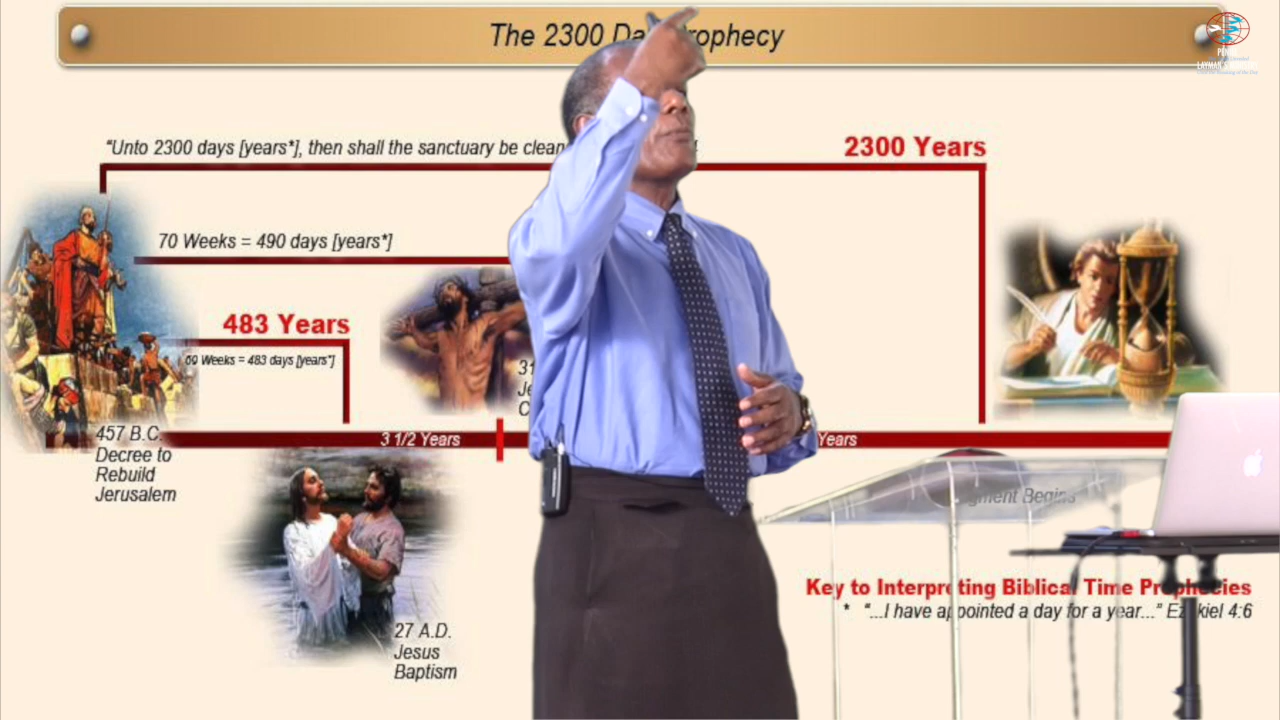 The 2300 Da rophecy
"Unto 2300 days [years*], then shall the sanctuary be clean
2300 Years
70 Weeks = 490 days [years*]
483 Years
69 Weeks = 483 days [years*]
31
Je
C
3 1/2 Years
Years
457 B.C.
Decree to
Rebuild
Jerusalem
gment Begins
Key to Interpreting Biblical Time Prophecies
* "...I have appointed a day for a year..." Ezekiel 4:6
27 A.D.
Jesus
Baptism